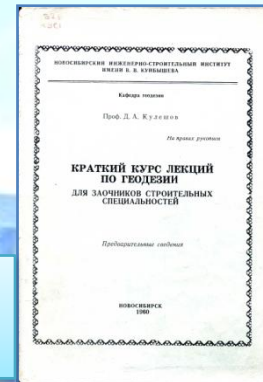 НОВОСИБИРСКИЙ ИНЖЕНЕРНО-СТРОИТЕЛЬНЫЙ ИНСТИТУТ
ИМЕНИ В. В. КУЙБЫШЕВА
Кафедра геодезии
Проф. Д. А. Кулешов
На правах рукописи
КРАТКИЙ КУРС ЛЕКЦИЙ
ПО ГЕОДЕЗИИ
ДЛЯ ЗАОЧНИКОВ СТРОИТЕЛЬНЫХ
СПЕЦИАЛЬНОСТЕЙ
Предварительные сведения
НОВОСИБИРСК
1960